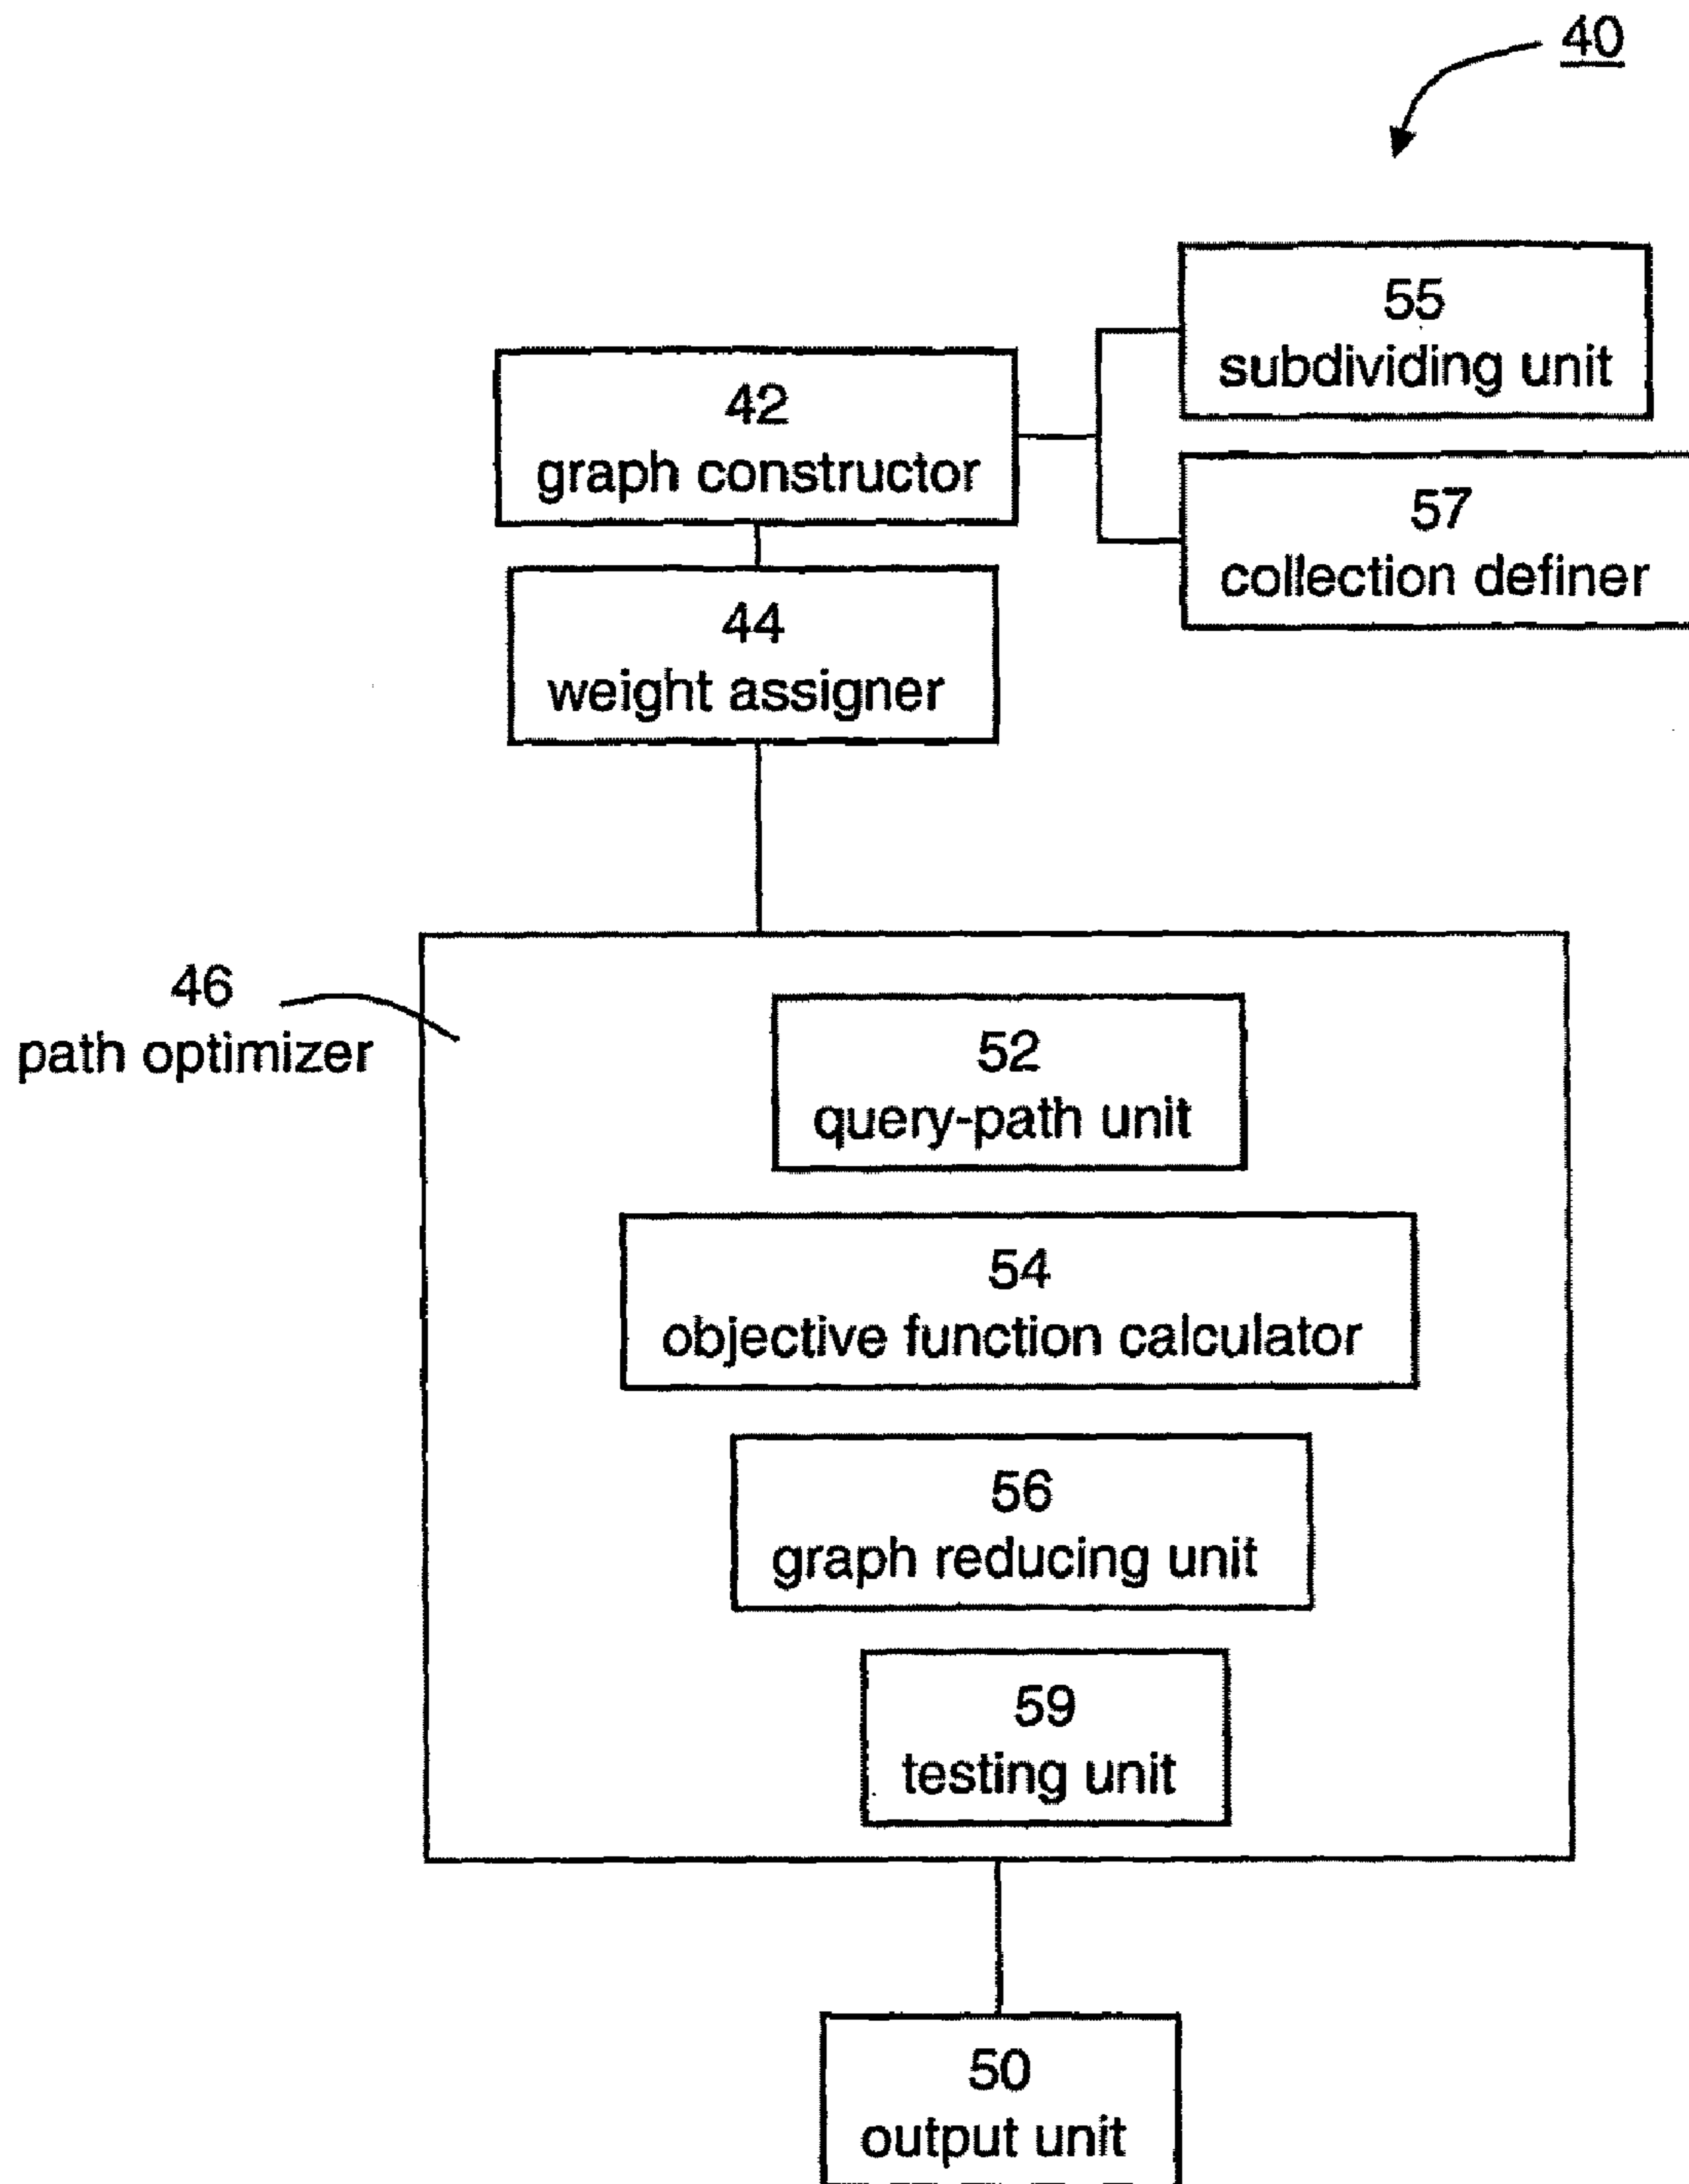 40
55
subdividing unit
42
graph constructor
57
collection definer
44
weight assigner
46
path optimizer
52
query-path unit
54
objective function calculator
56
graph reducing unit
59
testing unit
50
output unit